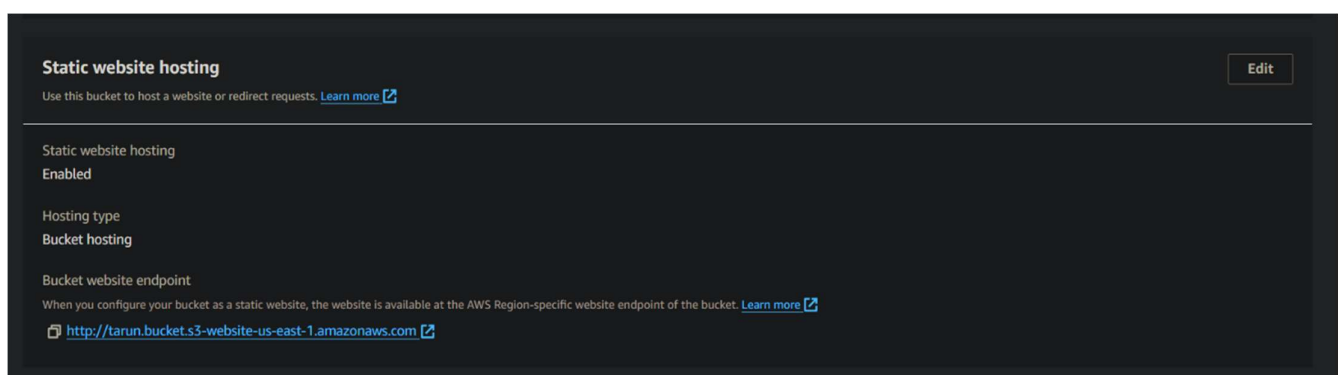 Static website hosting
Edit
Use this bucket to host a website or redirect requests. Learn more
Static website hosting
Enabled
Hosting type
Bucket hosting
Bucket website endpoint
When you configure your bucket as a static website, the website is available at the AWS Region-specific website endpoint of the bucket. Learn more
http://tarun.bucket.s3-website-us-east-1.amazonaws.com